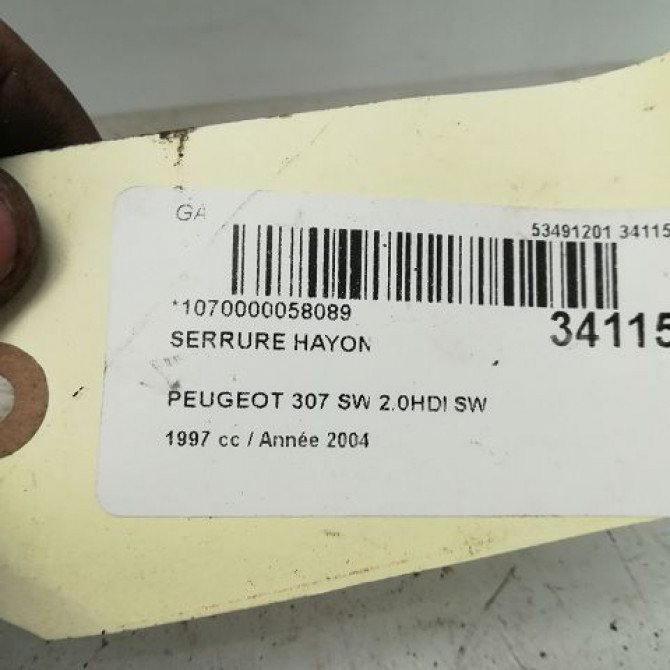 GA
53491201 34115
*1070000058089
34115
SERRURE HAYON
PEUGEOT 307 SW 2.0HDI SW
1997 cc / Année 2004